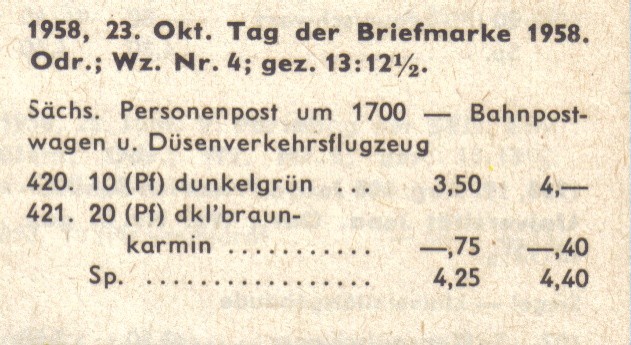 1958, 23. Okt. Tag der Briefmarke 1958.
Odr.; Wz. Nr. 4; gez. 13:12½.
Sächs. Personenpost um 1700 — Bahnpost-
wagen u. Düsenverkehrsflugzeug
420. 10 (Pf) dunkelgrün .. 3,50 4,—
421. 20 (Pf) dkl'braun-
karmin ........... —,75 —,40
Sp. ................. 4,25 4,40